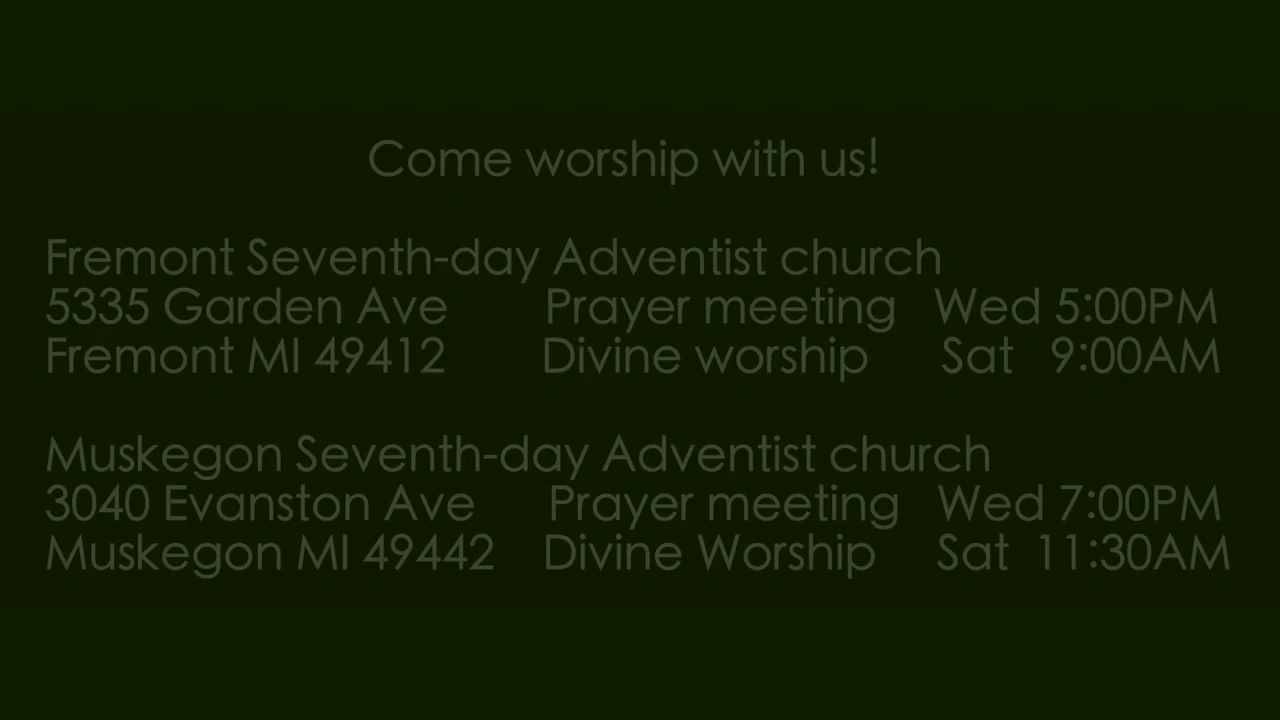 Come worship with us!
Fremont Seventh-day Adventist church
5335 Garden Ave Prayer meeting Wed 5:00PM
Fremont MI 49412 Divine worship Sat 9:00AM
Muskegon Seventh-day Adventist church
3040 Evanston Ave Prayer meeting Wed 7:00PM
Muskegon MI 49442 Divine Worship Sat 11:30AM